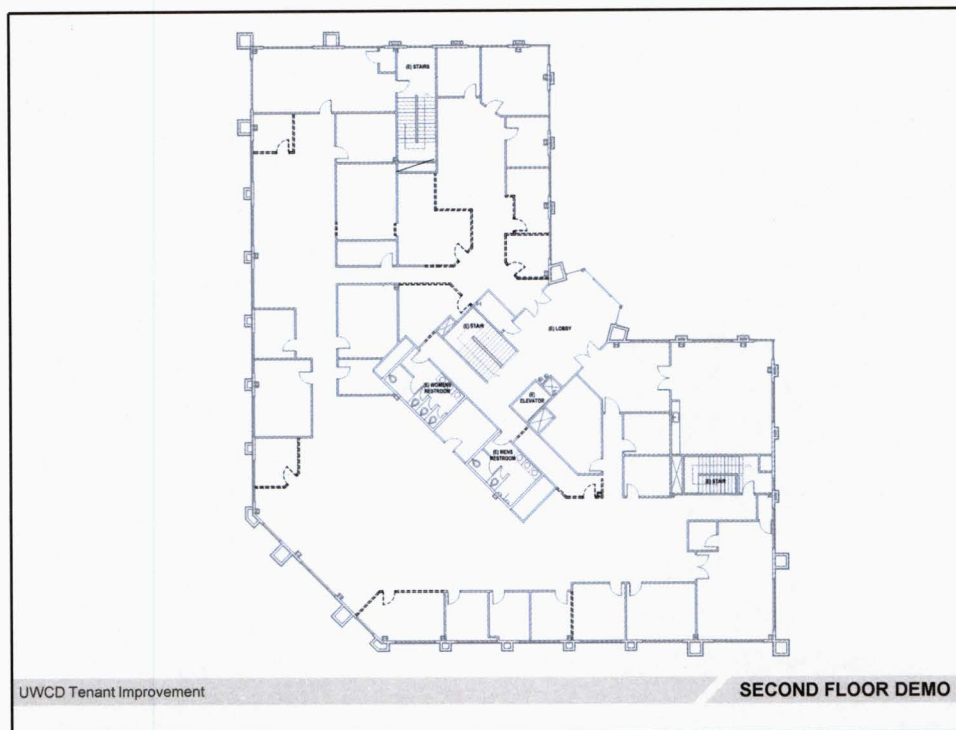 (E) STAIRS
(E) STAIR
(E) LOBBY
(E) WOMENS
RESTROOM
(E)
ELEVATOR
(E) MENS
RESTROOM
(E) STAIR
UWCD Tenant Improvement
SECOND FLOOR DEMO